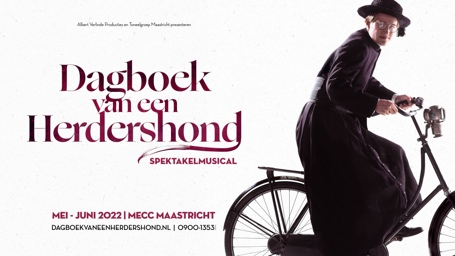 Albert Verlinde Producties en Toneelgroep Maastricht presenteren
Dagboek
van een
Herdershond
SPEKTAKELMUSICAL
MEI - JUNI 2022 | MECC MAASTRICHT
DAGBOEKVANEENHERDERSHOND.NL | 0900-1353